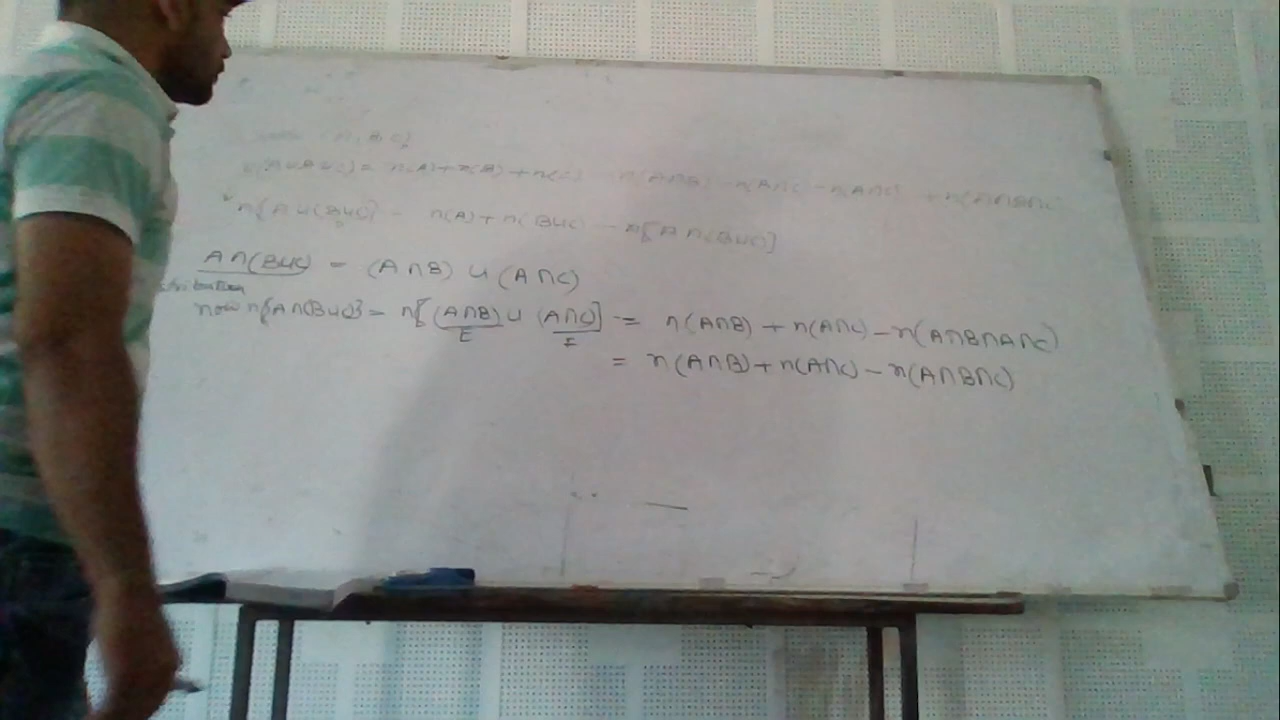 n(A∪B∪C) = n(A)+n(B)+n(C) - n(A∩B) - n(A∩C) - n(A∩C) + n(A∩B∩C)
n[A∪(B∪C)] = n(A)+n(B∪C) - n[A∩(B∪C)]
A∩(B∪C) = (A∩B) ∪ (A∩C)
now n[A∩(B∪C)] = n[(A∩B)∪(A∩C)] = n(A∩B) + n(A∩C) - n(A∩B∩A∩C)
= n(A∩B)+n(A∩C) - n(A∩B∩C)